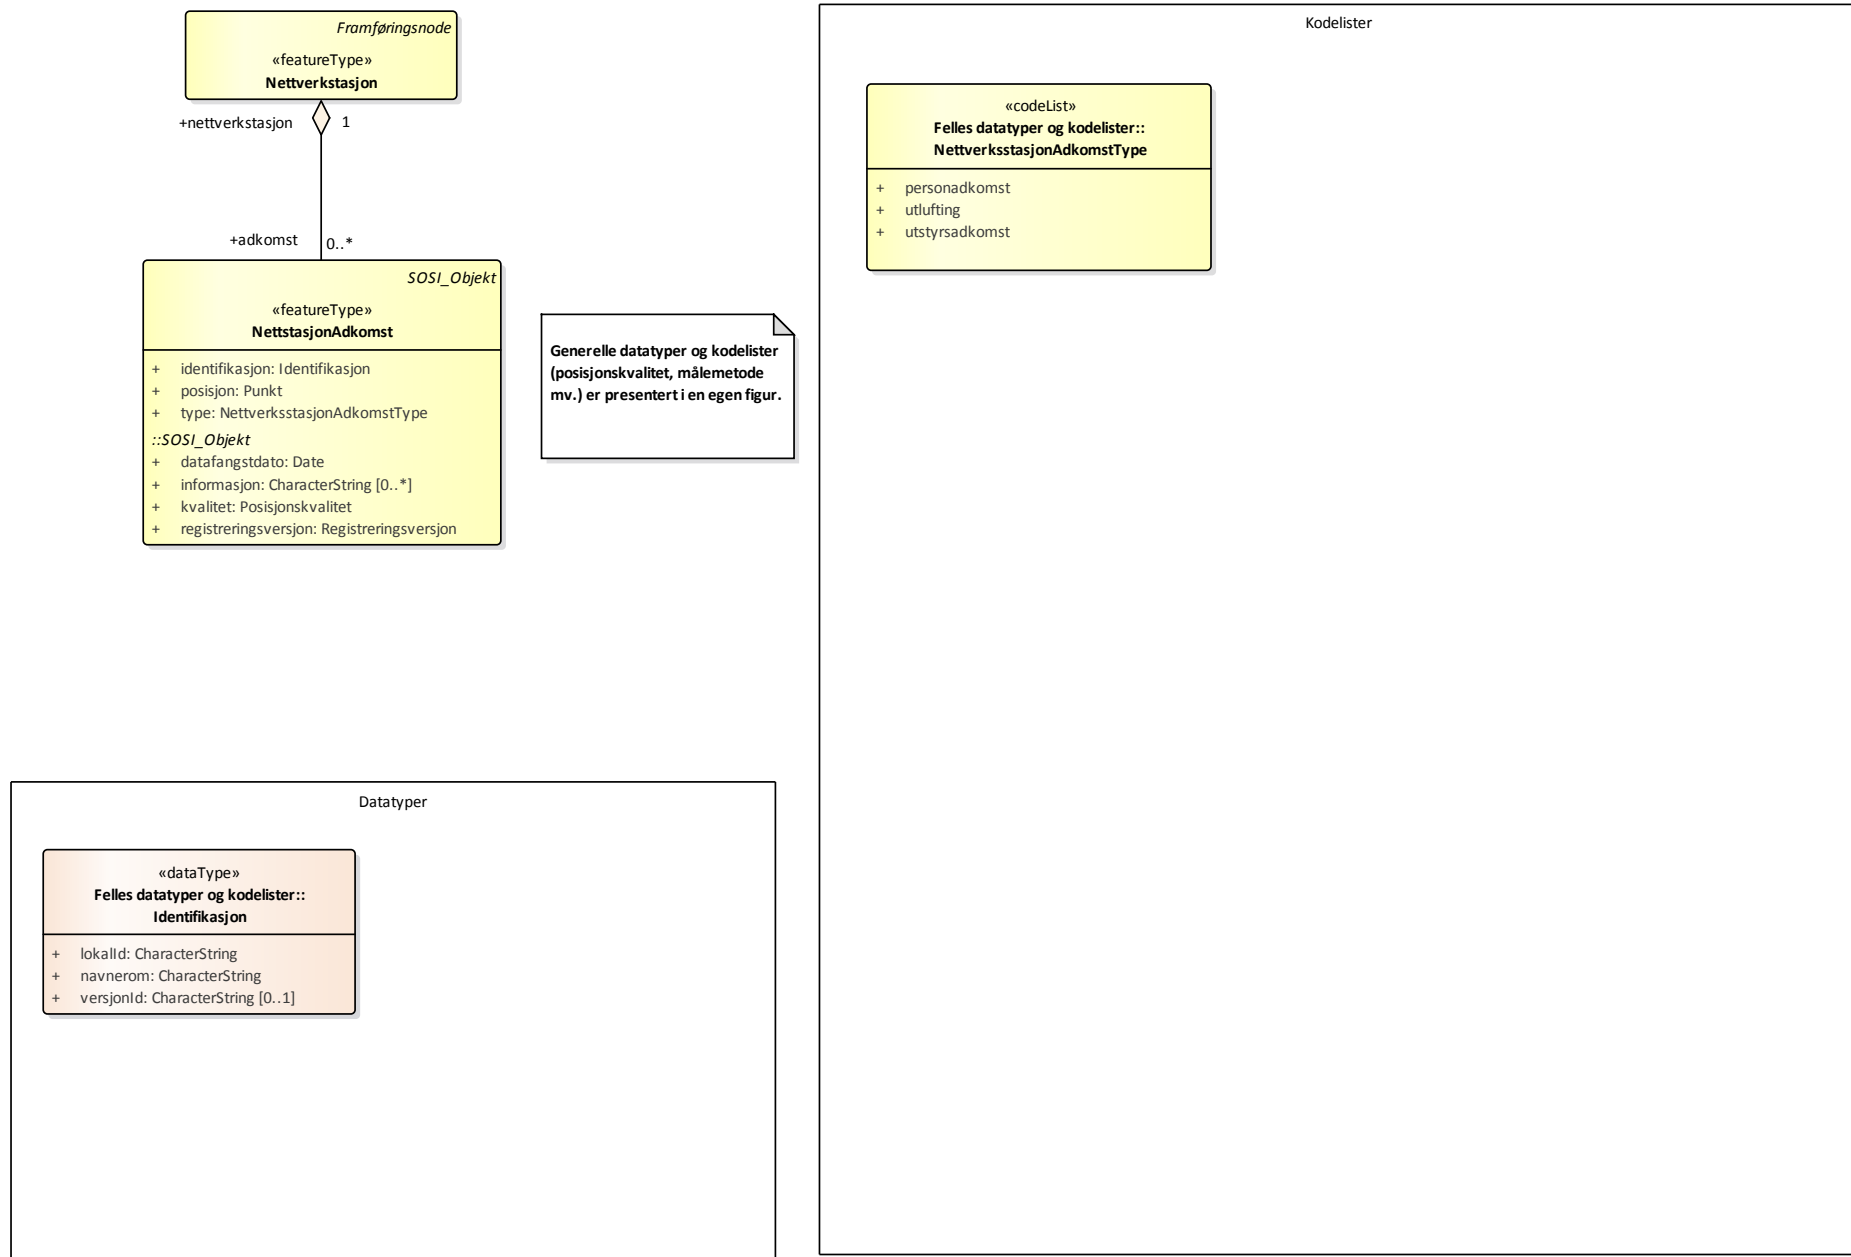 Framføringsnode
«featureType»
Nettverkstasjon
+nettverkstasjon
1
+adkomst
0..*
SOSI_Objekt
«featureType»
NettstasjonAdkomst
+ identifikasjon: Identifikasjon
+ posisjon: Punkt
+ type: NettverksstasjonAdkomstType
::SOSI_Objekt
+ datafangstdato: Date
+ informasjon: CharacterString [0..*]
+ kvalitet: Posisjonskvalitet
+ registreringsversjon: Registreringsversjon
Generelle datatyper og kodelister
(posisjonskvalitet, målemetode
mv.) er presentert i en egen figur.
Kodelister
«codeList»
Felles datatyper og kodelister::
NettverksstasjonAdkomstType
+ personadkomst
+ utlufting
+ utstyrsadkomst
Datatyper
«dataType»
Felles datatyper og kodelister::
Identifikasjon
+ lokalId: CharacterString
+ navnerom: CharacterString
+ versjonId: CharacterString [0..1]